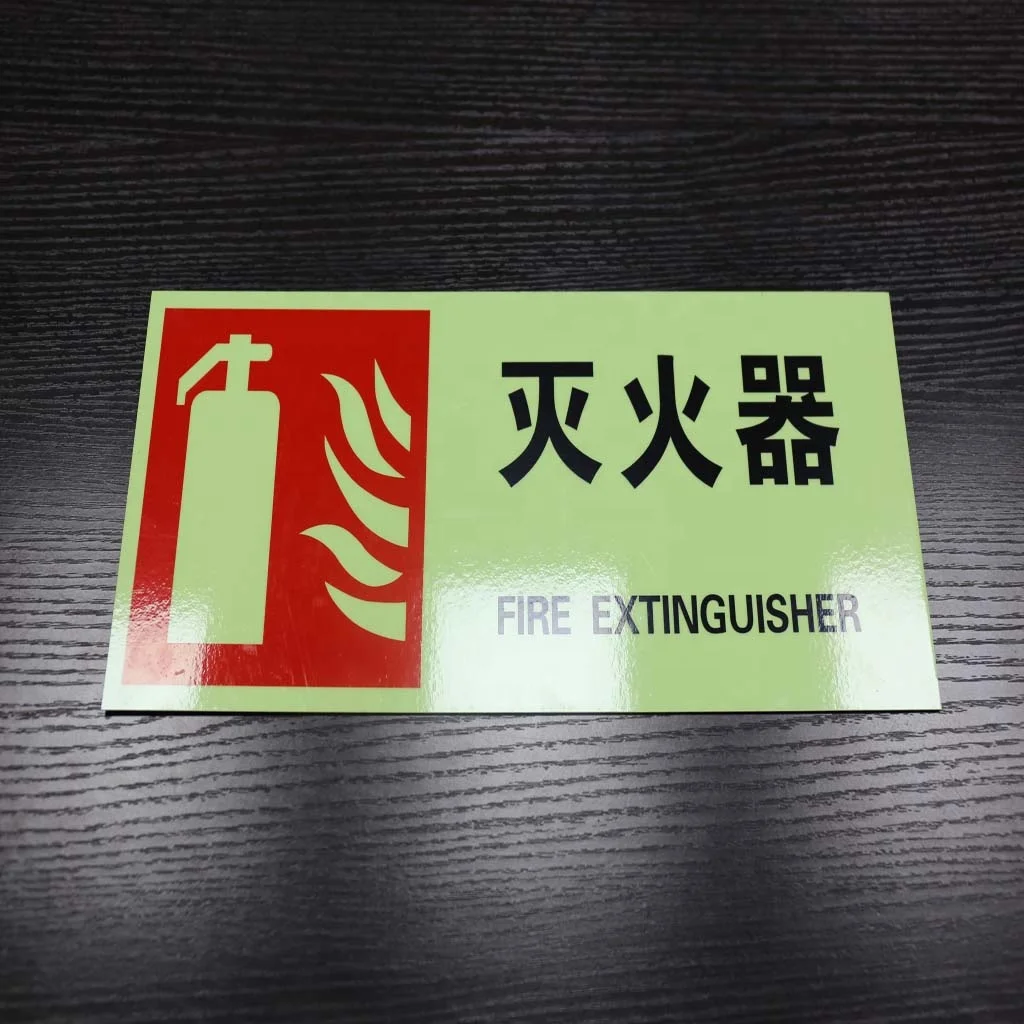 灭火器
FIRE EXTINGUISHER